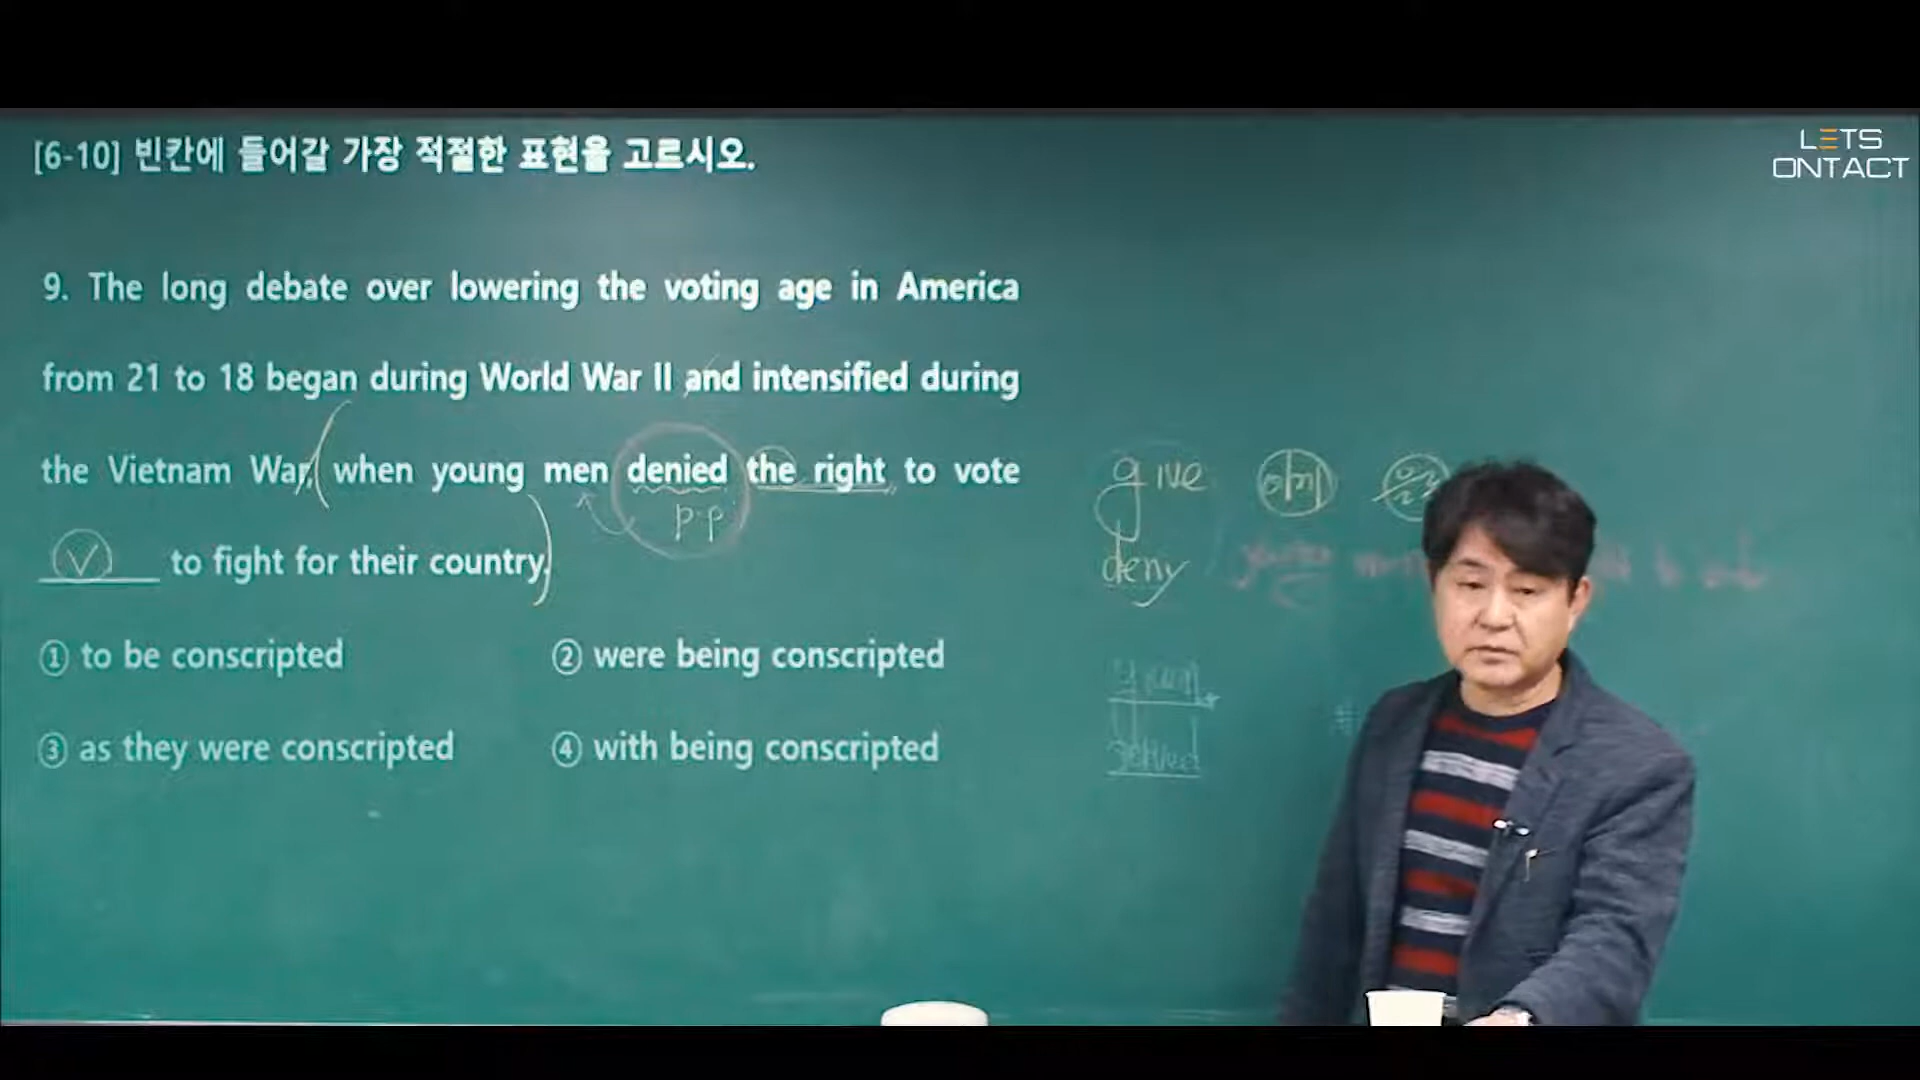 [6-10] 빈칸에 들어갈 가장 적절한 표현을 고르시오.
LETS
ONTACT
9. The long debate over lowering the voting age in America
from 21 to 18 began during World War II and intensified during
the Vietnam War, when young men denied the right to vote
p.p
V to fight for their country.
① to be conscripted
② were being conscripted
③ as they were conscripted
④ with being conscripted
give
deny